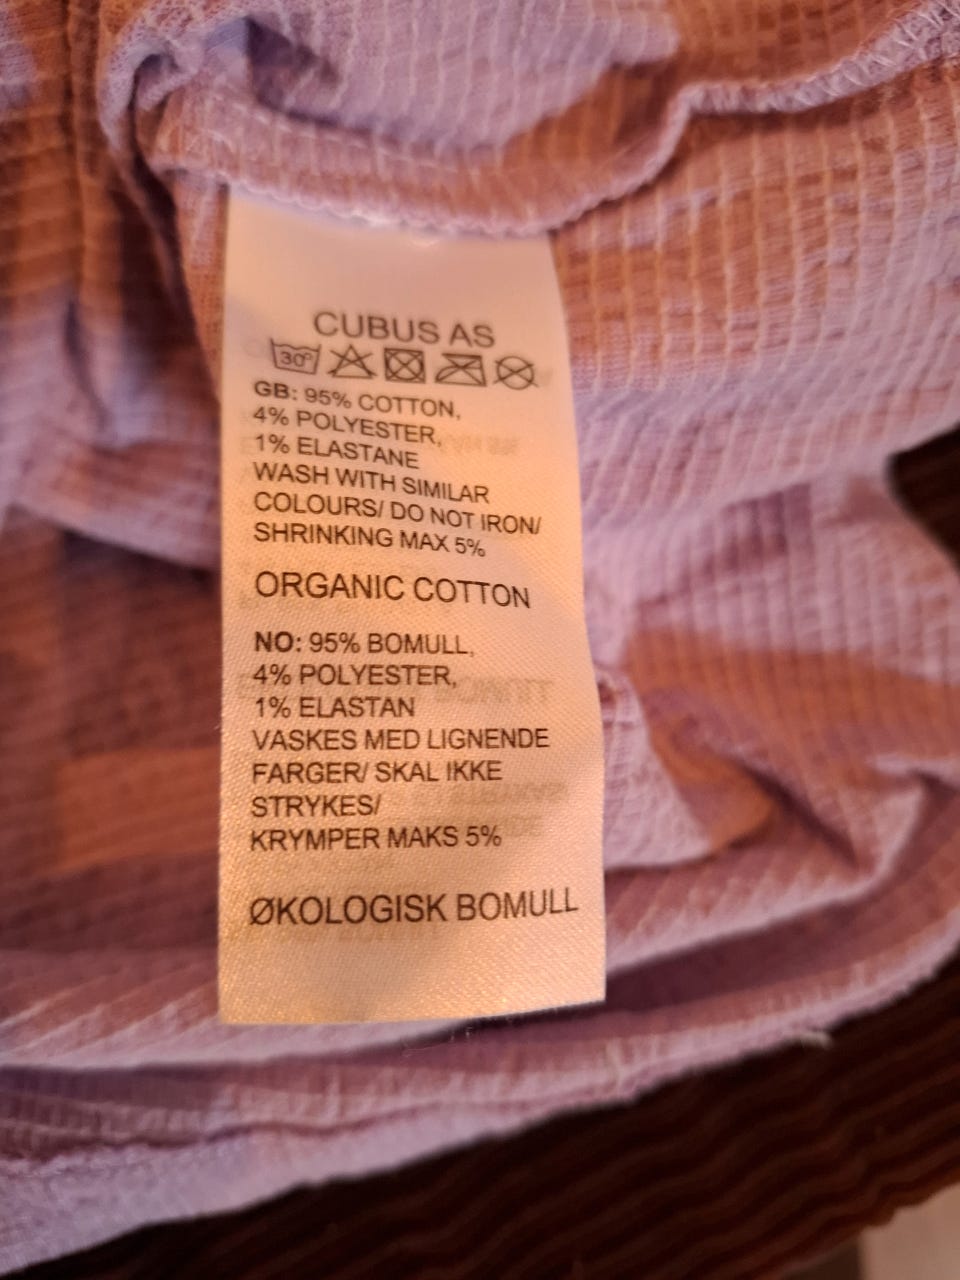 CUBUS AS
30°
GB: 95% COTTON,
4% POLYESTER,
1% ELASTANE
WASH WITH SIMILAR
COLOURS/ DO NOT IRON/
SHRINKING MAX 5%
ORGANIC COTTON
NO: 95% BOMULL,
4% POLYESTER,
1% ELASTAN
VASKES MED LIGNENDE
FARGER/ SKAL IKKE
STRYKES/
KRYMPER MAKS 5%
ØKOLOGISK BOMULL